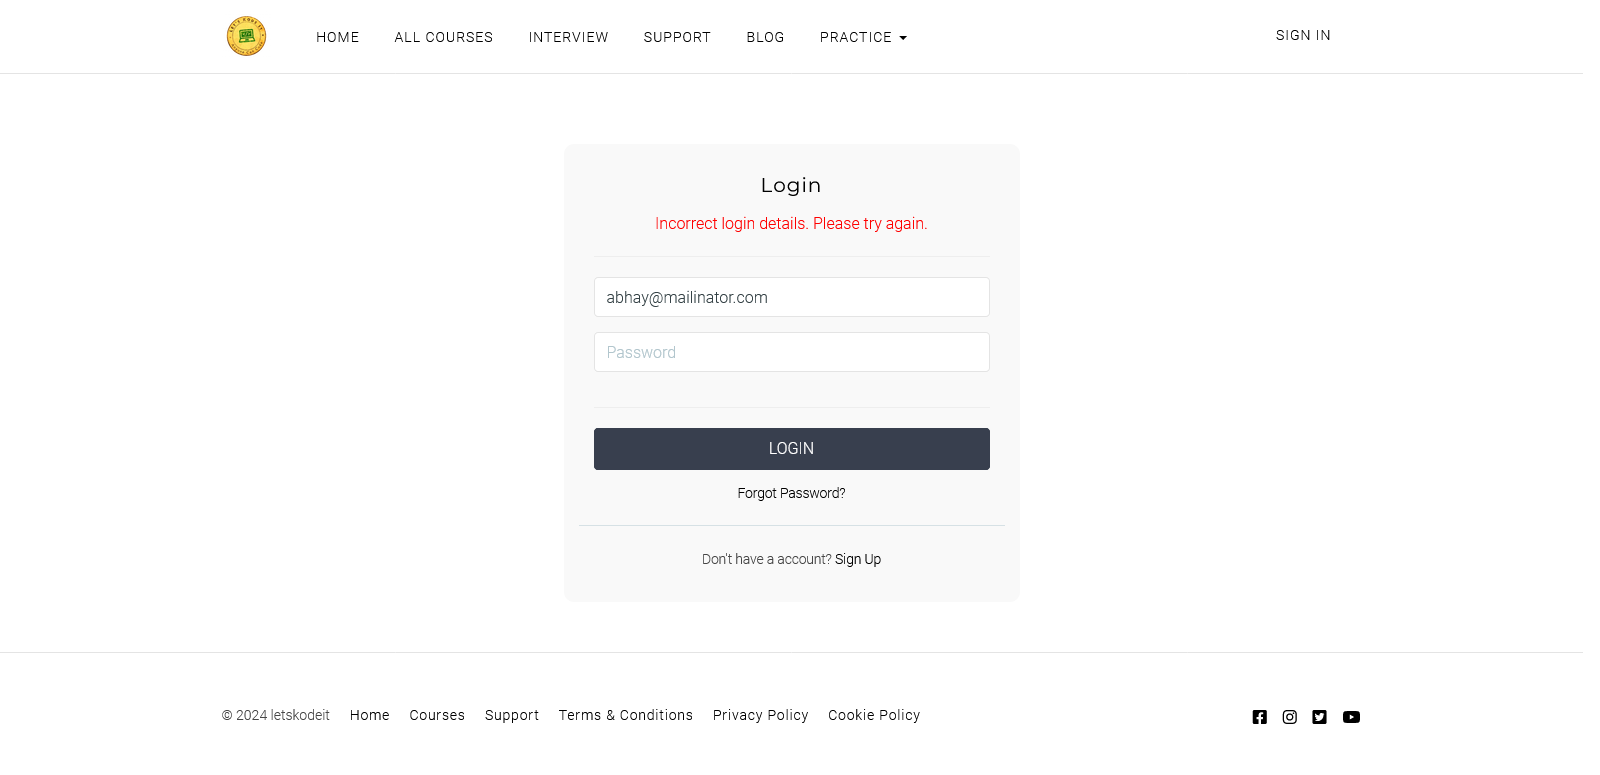 HOME ALL COURSES INTERVIEW SUPPORT BLOG PRACTICE SIGN IN
Login
Incorrect login details. Please try again.
abhay@mailinator.com
Password
LOGIN
Forgot Password?
Don't have a account? Sign Up
© 2024 letskodeit Home Courses Support Terms & Conditions Privacy Policy Cookie Policy